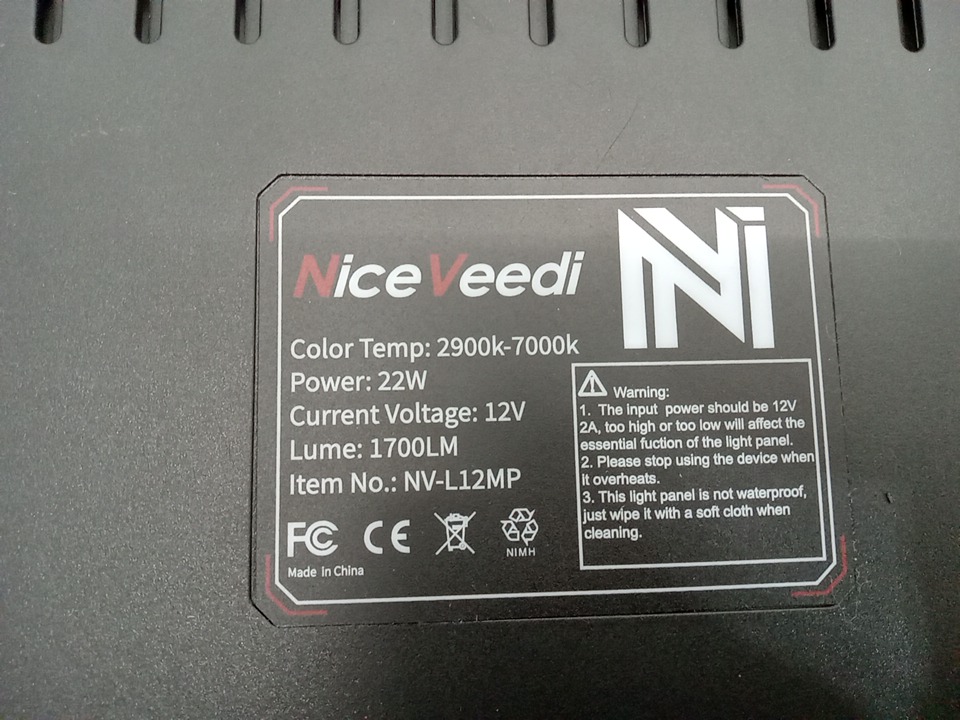 NiceVeedi
Ni
Color Temp: 2900k-7000k
Power: 22W
Current Voltage: 12V
Lume: 1700LM
Item No.: NV-L12MP
FC CE
NIMH
Made in China
Warning:
1. The input power should be 12V
2A, too high or too low will affect the
essential fuction of the light panel.
2. Please stop using the device when
it overheats.
3. This light panel is not waterproof,
just wipe it with a soft cloth when
cleaning.